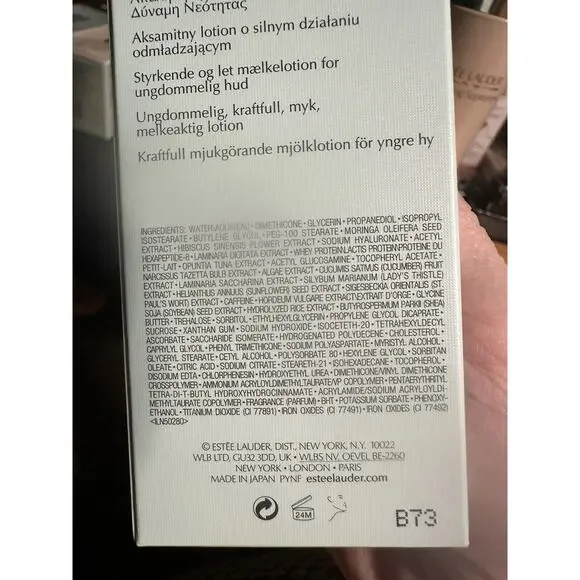 Δύναμη Νεότητας
Aksamitny lotion o silnym działaniu
odmładzającym
Styrkende og let mælkelotion for
ungdommelig hud
Ungdommelig, kraftfull, myk,
melkeaktig lotion
Kraftfull mjukgörande mjölklotion för yngre hy
INGREDIENTS: WATER\AQUA\EAU • DIMETHICONE • GLYCERIN • PROPANEDIOL • ISOPROPYL
ISOSTEARATE • BUTYLENE GLYCOL • PEG-100 STEARATE • MORINGA OLEIFERA SEED
EXTRACT • HIBISCUS SINENSIS FLOWER EXTRACT • SODIUM HYALURONATE • ACETYL
HEXAPEPTIDE-8 • LAMINARIA DIGITATA EXTRACT • WHEY PROTEIN\LACTIS PROTEIN\PROTÉINE DU
PETIT-LAIT • OPUNTIA TUNA EXTRACT • ACETYL GLUCOSAMINE • TOCOPHERYL ACETATE •
NARCISSUS TAZETTA BULB EXTRACT • ALGAE EXTRACT • CUCUMIS SATIVUS (CUCUMBER) FRUIT
EXTRACT • LAMINARIA SACCHARINA EXTRACT • SILYBUM MARIANUM (LADY'S THISTLE)
EXTRACT • HELIANTHUS ANNUUS (SUNFLOWER) SEED EXTRACT • SIGESBECKIA ORIENTALIS (ST.
PAUL'S WORT) EXTRACT • CAFFEINE • HORDEUM VULGARE EXTRACT\EXTRAIT D'ORGE • GLYCINE
SOJA (SOYBEAN) SEED EXTRACT • HYDROLYZED RICE EXTRACT • BUTYROSPERMUM PARKII (SHEA)
BUTTER • TREHALOSE • SORBITOL • ETHYLHEXYLGLYCERIN • PROPYLENE GLYCOL DICAPRATE •
SUCROSE • XANTHAN GUM • SODIUM HYDROXIDE • ISOCETETH-20 • TETRAHEXYLDECYL
ASCORBATE • SACCHARIDE ISOMERATE • HYDROGENATED POLYDECENE • CHOLESTEROL •
CAPRYLYL GLYCOL • PHENYL TRIMETHICONE • SODIUM POLYASPARTATE • MYRISTYL ALCOHOL •
GLYCERYL STEARATE • CETYL ALCOHOL • POLYSORBATE 80 • HEXYLENE GLYCOL • SORBITAN
OLEATE • CITRIC ACID • SODIUM CITRATE • STEARETH-21 • ISOHEXADECANE • TOCOPHEROL •
DISODIUM EDTA • CHLORPHENESIN • HYDROXYETHYL UREA • DIMETHICONE/VINYL DIMETHICONE
CROSSPOLYMER • AMMONIUM ACRYLOYLDIMETHYLTAURATE/VP COPOLYMER • PENTAERYTHRITYL
TETRA-DI-T-BUTYL HYDROXYHYDROCINNAMATE • ACRYLAMIDE/SODIUM ACRYLOYLDI-
METHYLTAURATE COPOLYMER • FRAGRANCE (PARFUM) • BHT • POTASSIUM SORBATE • PHENOXY-
ETHANOL • TITANIUM DIOXIDE (CI 77891) • IRON OXIDES (CI 77491) • IRON OXIDES (CI 77492)
<ILN50280>
© ESTÉE LAUDER, DIST., NEW YORK, N.Y. 10022
WLB LTD, GU32 3DD, UK • WLBS NV. OEVEL BE-2260
NEW YORK • LONDON • PARIS
MADE IN JAPAN PYNF esteelauder.com
24M
B73